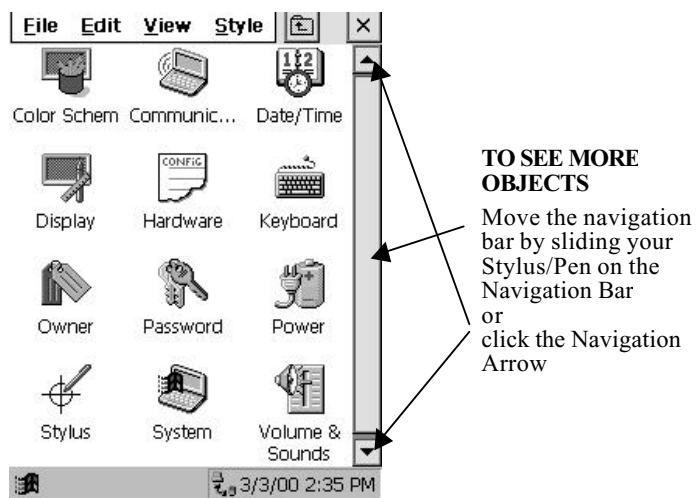 File Edit View Style
1 2
Color Schem Communic... Date/Time
CONFiG
Display Hardware Keyboard
Owner Password Power
Stylus System Volume &
Sounds
3/3/00 2:35 PM
TO SEE MORE
OBJECTS
Move the navigation
bar by sliding your
Stylus/Pen on the
Navigation Bar
or
click the Navigation
Arrow